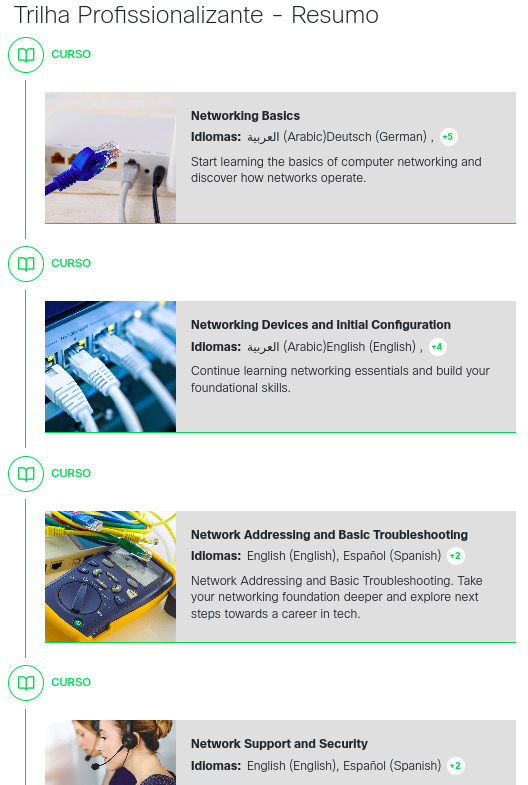 Trilha Profissionalizante - Resumo
CURSO
Networking Basics
Idiomas: العربية (Arabic)Deutsch (German) , +5
Start learning the basics of computer networking and
discover how networks operate.
CURSO
Networking Devices and Initial Configuration
Idiomas: العربية (Arabic)English (English) , +4
Continue learning networking essentials and build your
foundational skills.
CURSO
Network Addressing and Basic Troubleshooting
Idiomas: English (English), Español (Spanish) +2
Network Addressing and Basic Troubleshooting. Take
your networking foundation deeper and explore next
steps towards a career in tech.
CURSO
Network Support and Security
Idiomas: English (English), Español (Spanish) +2